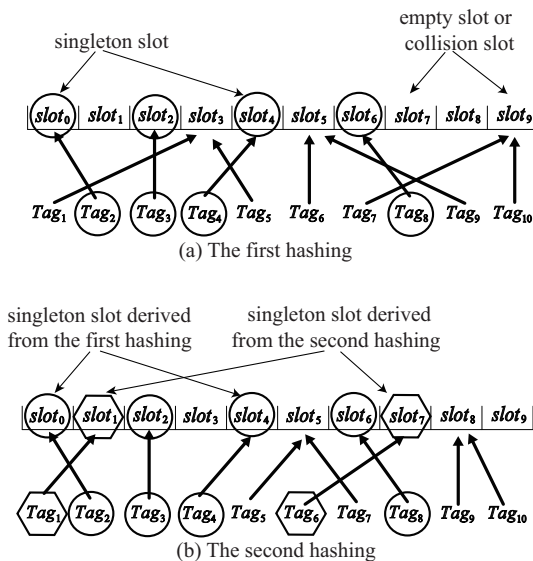 singleton slot
empty slot or
collision slot
slot₀ slot₁ slot₂ slot₃ slot₄ slot₅ slot₆ slot₇ slot₈ slot₉
Tag₁ Tag₂ Tag₃ Tag₄ Tag₅ Tag₆ Tag₇ Tag₈ Tag₉ Tag₁₀
(a) The first hashing
singleton slot derived
from the first hashing
singleton slot derived
from the second hashing
slot₀ slot₁ slot₂ slot₃ slot₄ slot₅ slot₆ slot₇ slot₈ slot₉
Tag₁ Tag₂ Tag₃ Tag₄ Tag₅ Tag₆ Tag₇ Tag₈ Tag₉ Tag₁₀
(b) The second hashing